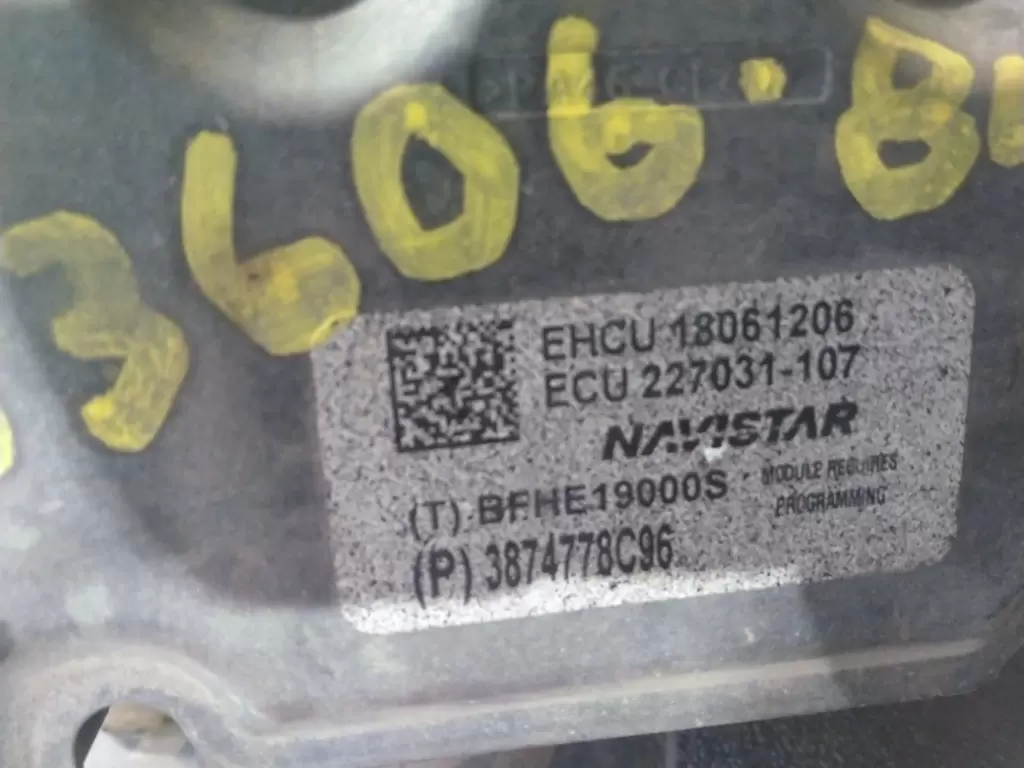 3606·8
EHCU 18061206
ECU 227031-107
NAVISTAR
(T) BFHE19000S
MODULE REQUIRES
PROGRAMMING
(P) 3874778C96